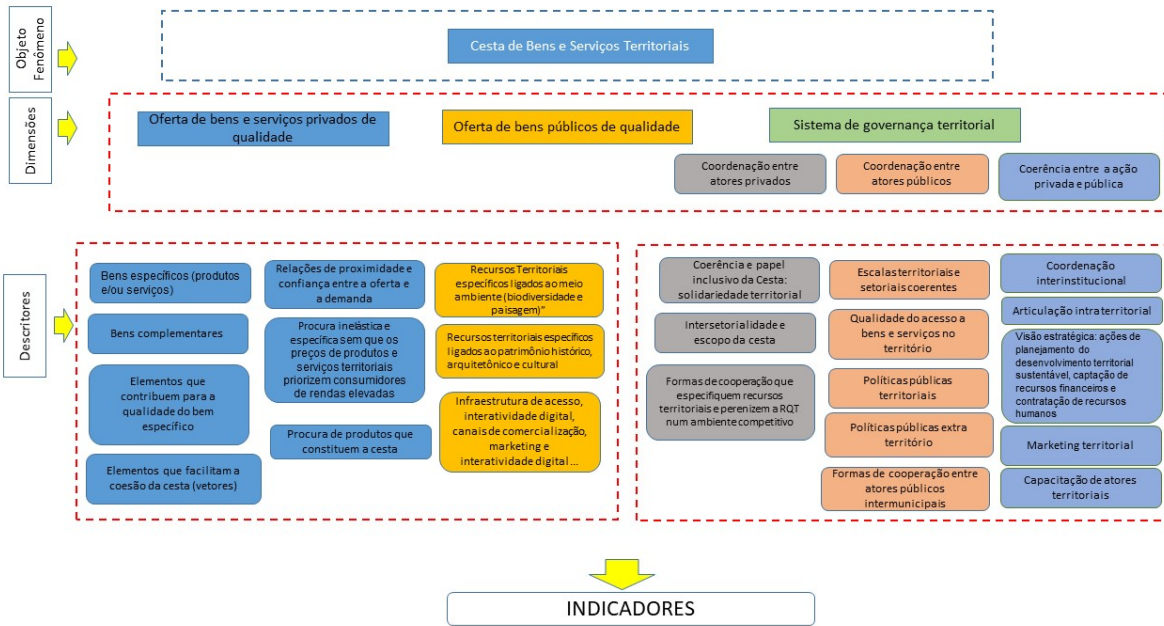 Objeto
Fenômeno
Cesta de Bens e Serviços Territoriais
Dimensões
Oferta de bens e serviços privados de
qualidade
Oferta de bens públicos de qualidade
Sistema de governança territorial
Coordenação entre
atores privados
Coordenação entre
atores públicos
Coerência entre a ação
privada e pública
Descritores
Bens específicos (produtos
e/ou serviços)
Bens complementares
Elementos que
contribuem para a
qualidade do bem
específico
Elementos que facilitam a
coesão da cesta (vetores)
Relações de proximidade e
confiança entre a oferta e
a demanda
Procura inelástica e
específica sem que os
preços de produtos e
serviços territoriais
priorizem consumidores
de rendas elevadas
Procura de produtos que
constituem a cesta
Recursos Territoriais
específicos ligados ao meio
ambiente (biodiversidade e
paisagem)"
Recursos territoriais específicos
ligados ao patrimônio histórico,
arquitetônico e cultural
Infraestrutura de acesso,
interatividade digital,
canais de comercialização,
marketing e
interatividade digital ...
Coerência e papel
inclusivo da Cesta:
solidariedade territorial
Intersetorialidade e
escopo da cesta
Formas de cooperação que
especifiquem recursos
territoriais e perenizem a RQT
num ambiente competitivo
Escalas territoriais e
setoriais coerentes
Qualidade do acesso a
bens e serviços no
território
Políticas públicas
territoriais
Políticas públicas extra
território
Formas de cooperação entre
atores públicos
intermunicipais
Coordenação
interinstitucional
Articulação intra territorial
Visão estratégica: ações de
planejamento do
desenvolvimento territorial
sustentável, captação de
recursos financeiros e
contratação de recursos
humanos
Marketing territorial
Capacitação de atores
territoriais
INDICADORES